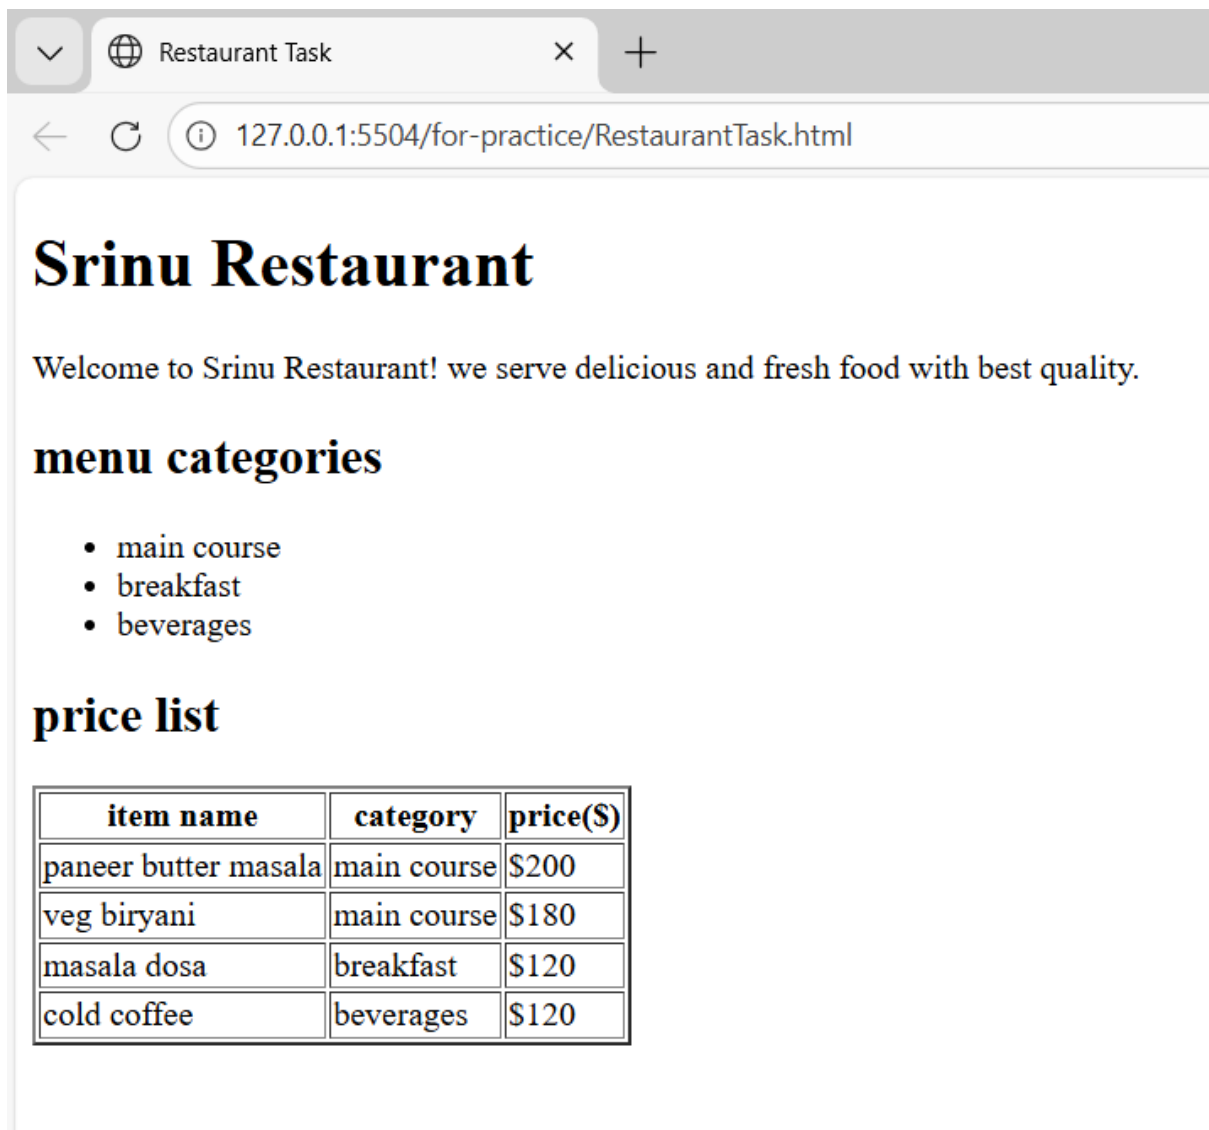 Restaurant Task
127.0.0.1:5504/for-practice/RestaurantTask.html
Srinu Restaurant
Welcome to Srinu Restaurant! we serve delicious and fresh food with best quality.
menu categories
main course
breakfast
beverages
price list
item name category price($)
paneer butter masala main course $200
veg biryani main course $180
masala dosa breakfast $120
cold coffee beverages $120